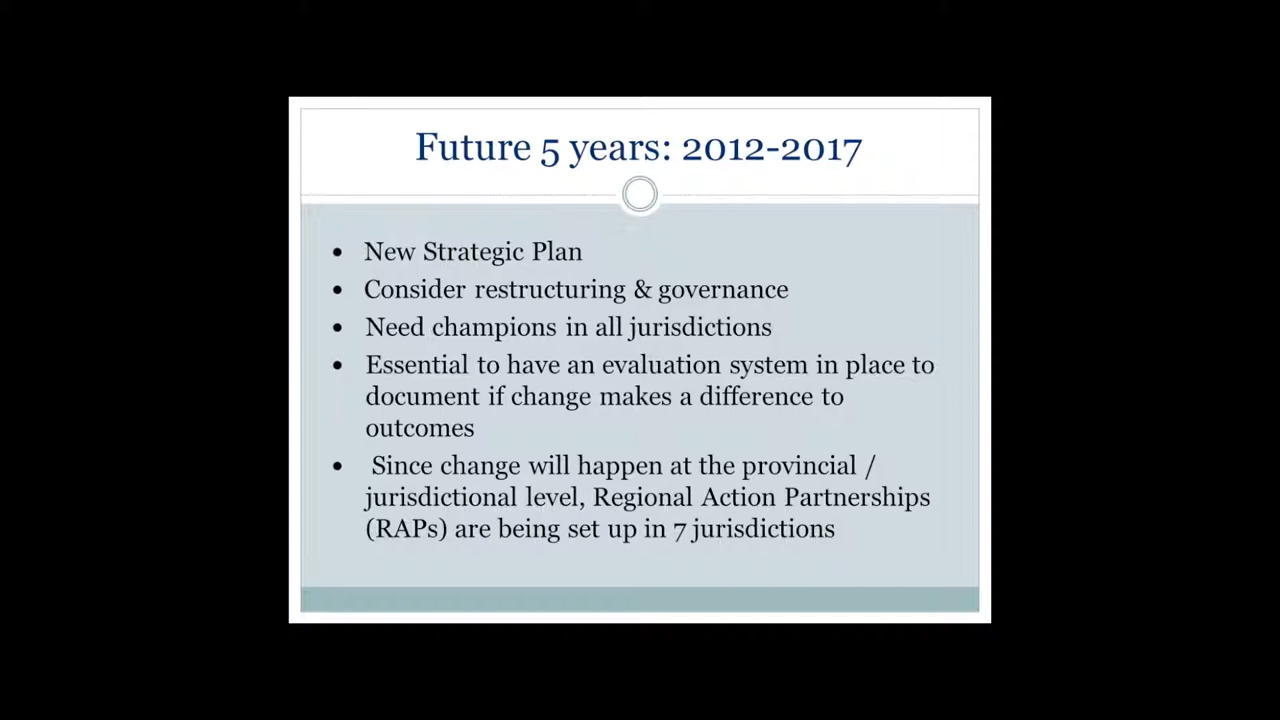 Future 5 years: 2012-2017
• New Strategic Plan
• Consider restructuring & governance
• Need champions in all jurisdictions
• Essential to have an evaluation system in place to
document if change makes a difference to
outcomes
• Since change will happen at the provincial /
jurisdictional level, Regional Action Partnerships
(RAPs) are being set up in 7 jurisdictions